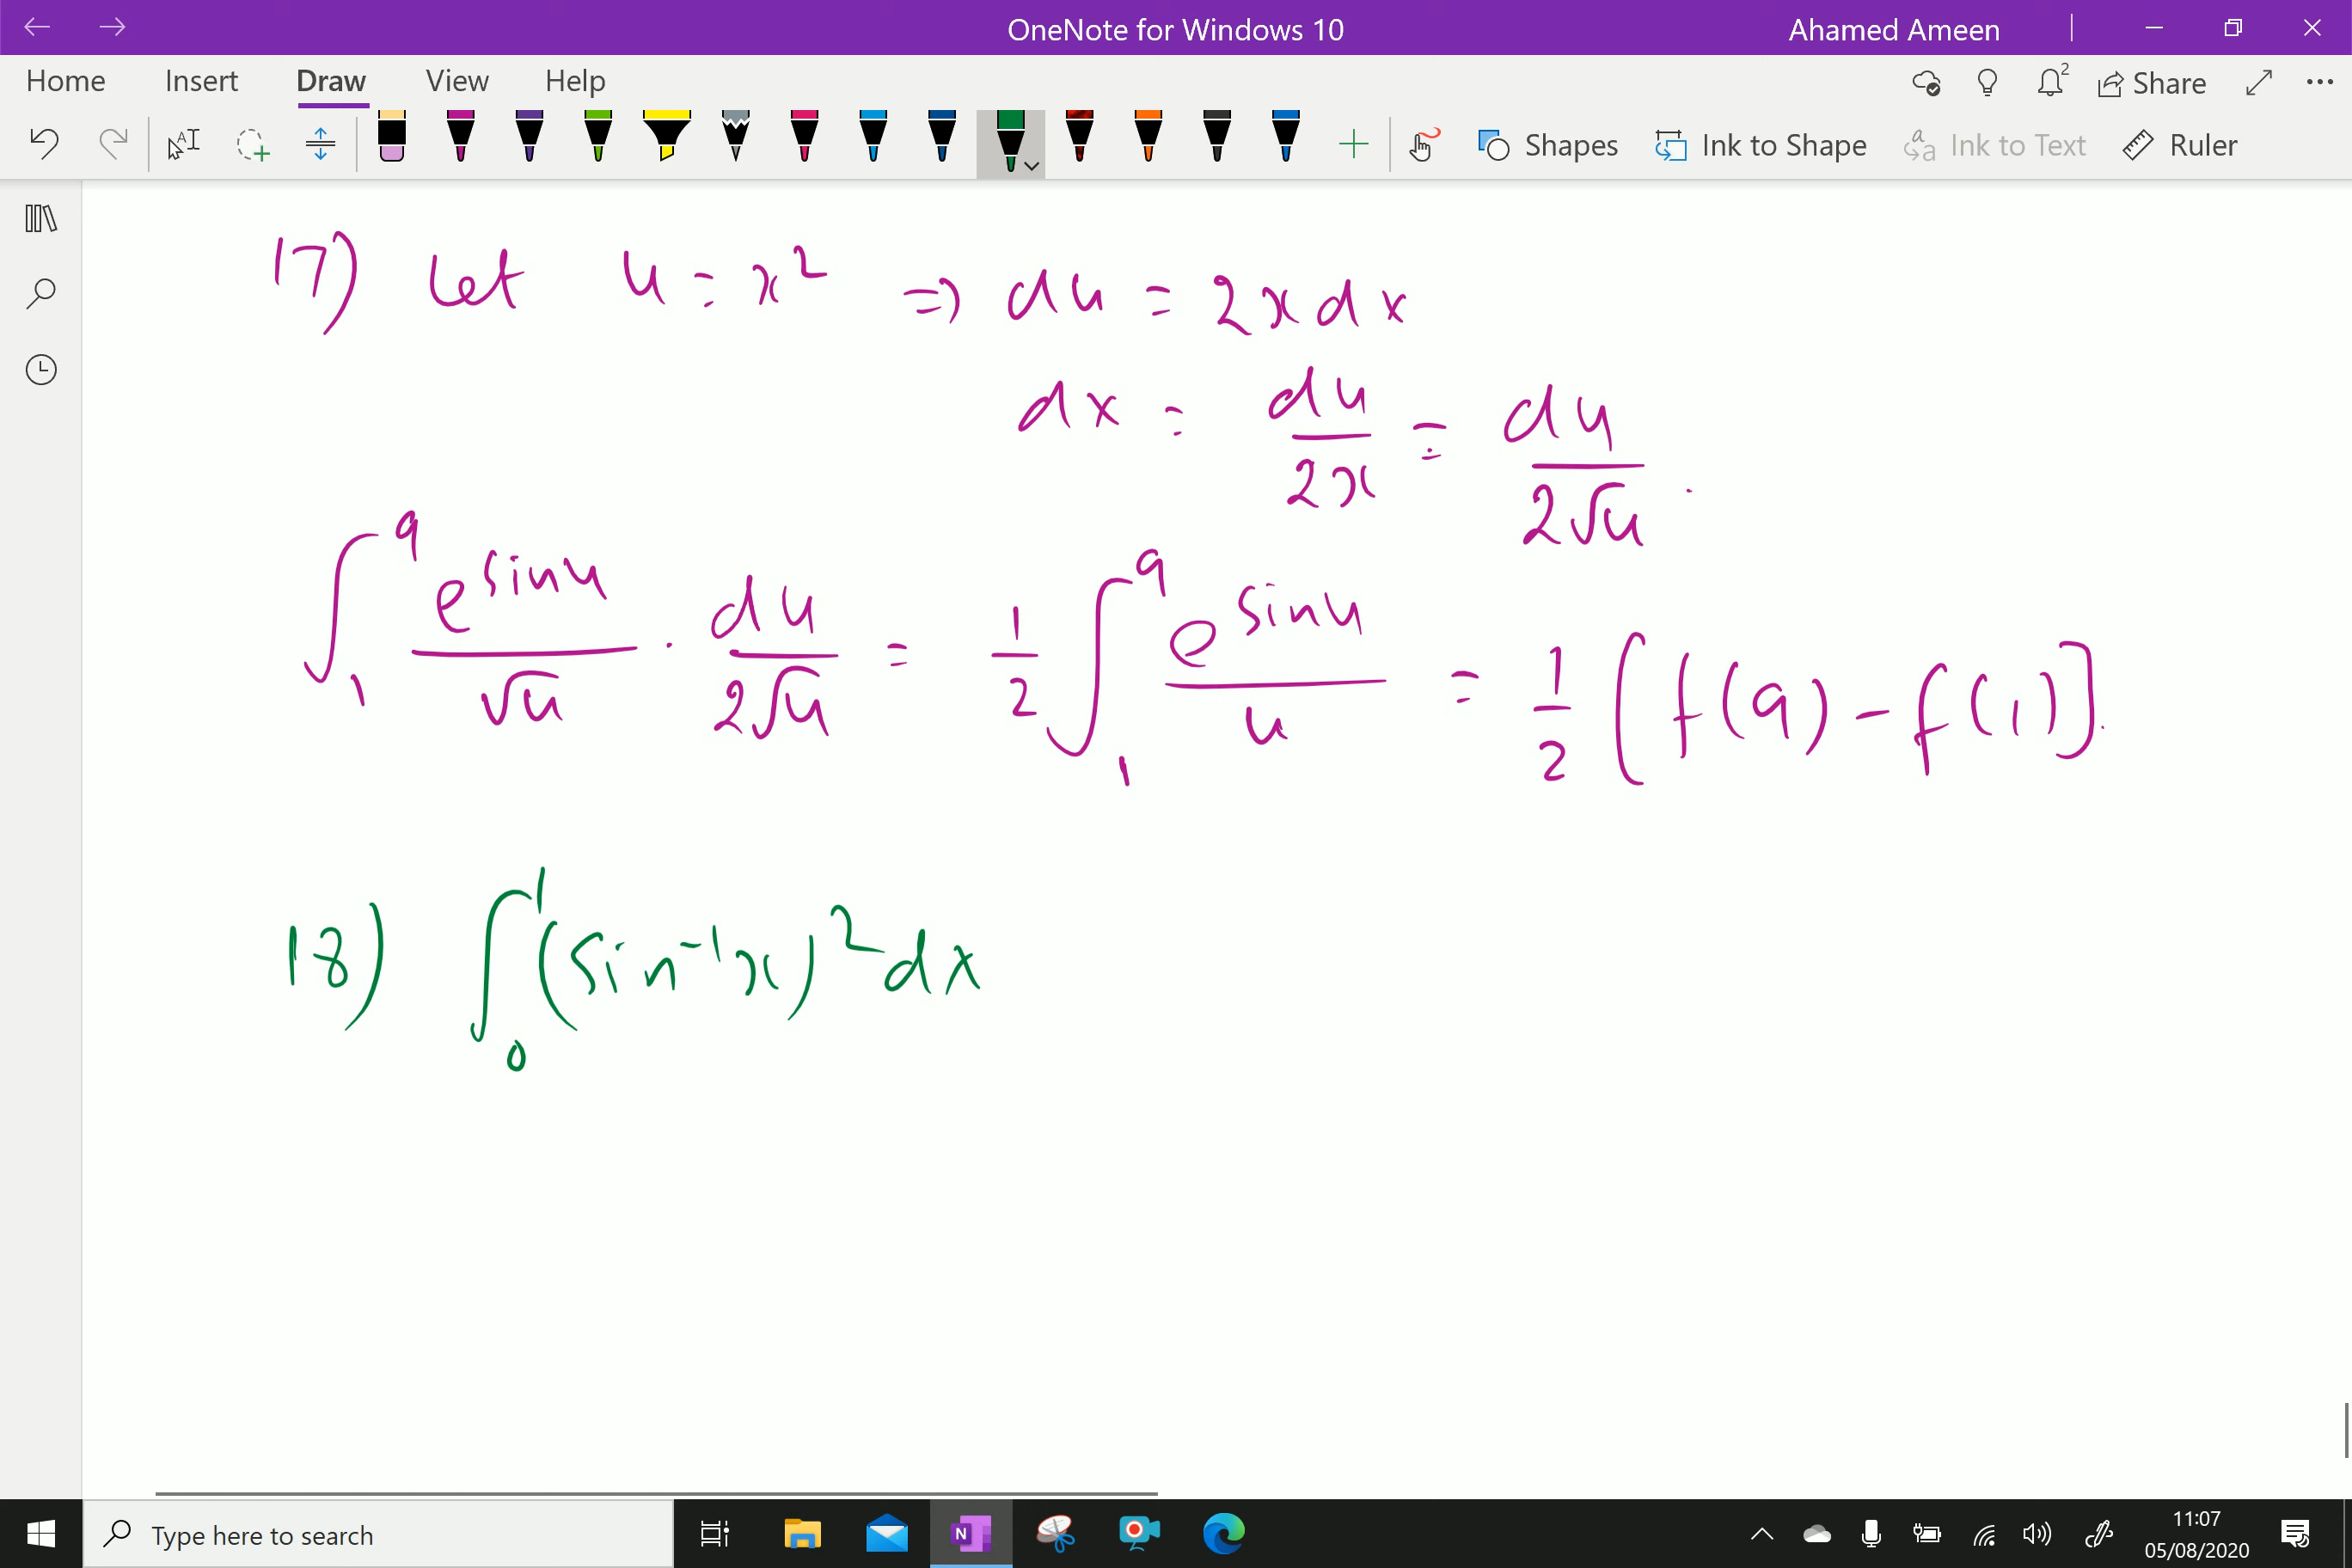 OneNote for Windows 10 Ahamed Ameen
Home Insert Draw View Help 2 Share
Shapes Ink to Shape Ink to Text Ruler
17) Let u = x² ⇒ du = 2x dx
dx = du/2x = du/2√u .
∫₁⁹ e^(sin u)/√u · du/2√u = 1/2 ∫₁⁹ e^(sin u)/u = 1/2 [f(9) - f(1)].
18) ∫₀¹ (sin⁻¹x)² dx
Type here to search
11:07
05/08/2020